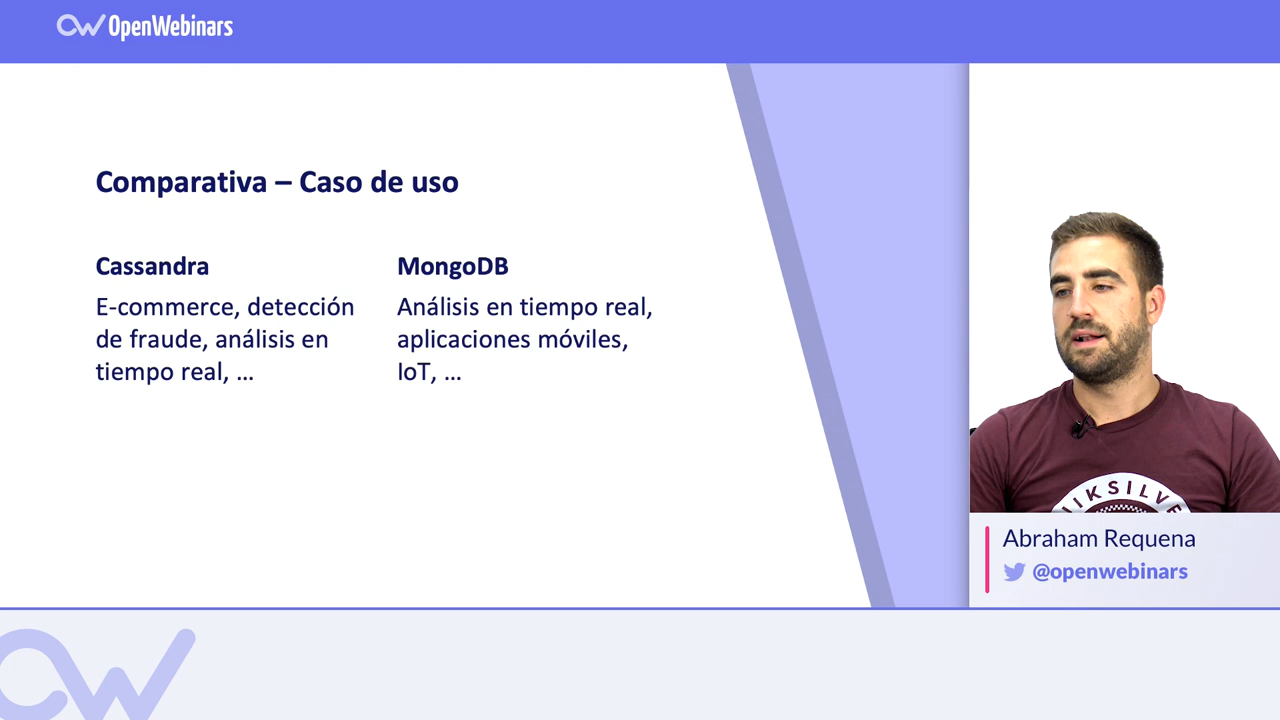 OpenWebinars
Comparativa – Caso de uso
Cassandra
E-commerce, detección
de fraude, análisis en
tiempo real, ...
MongoDB
Análisis en tiempo real,
aplicaciones móviles,
IoT, ...
UIKSILVE
Abraham Requena
@openwebinars